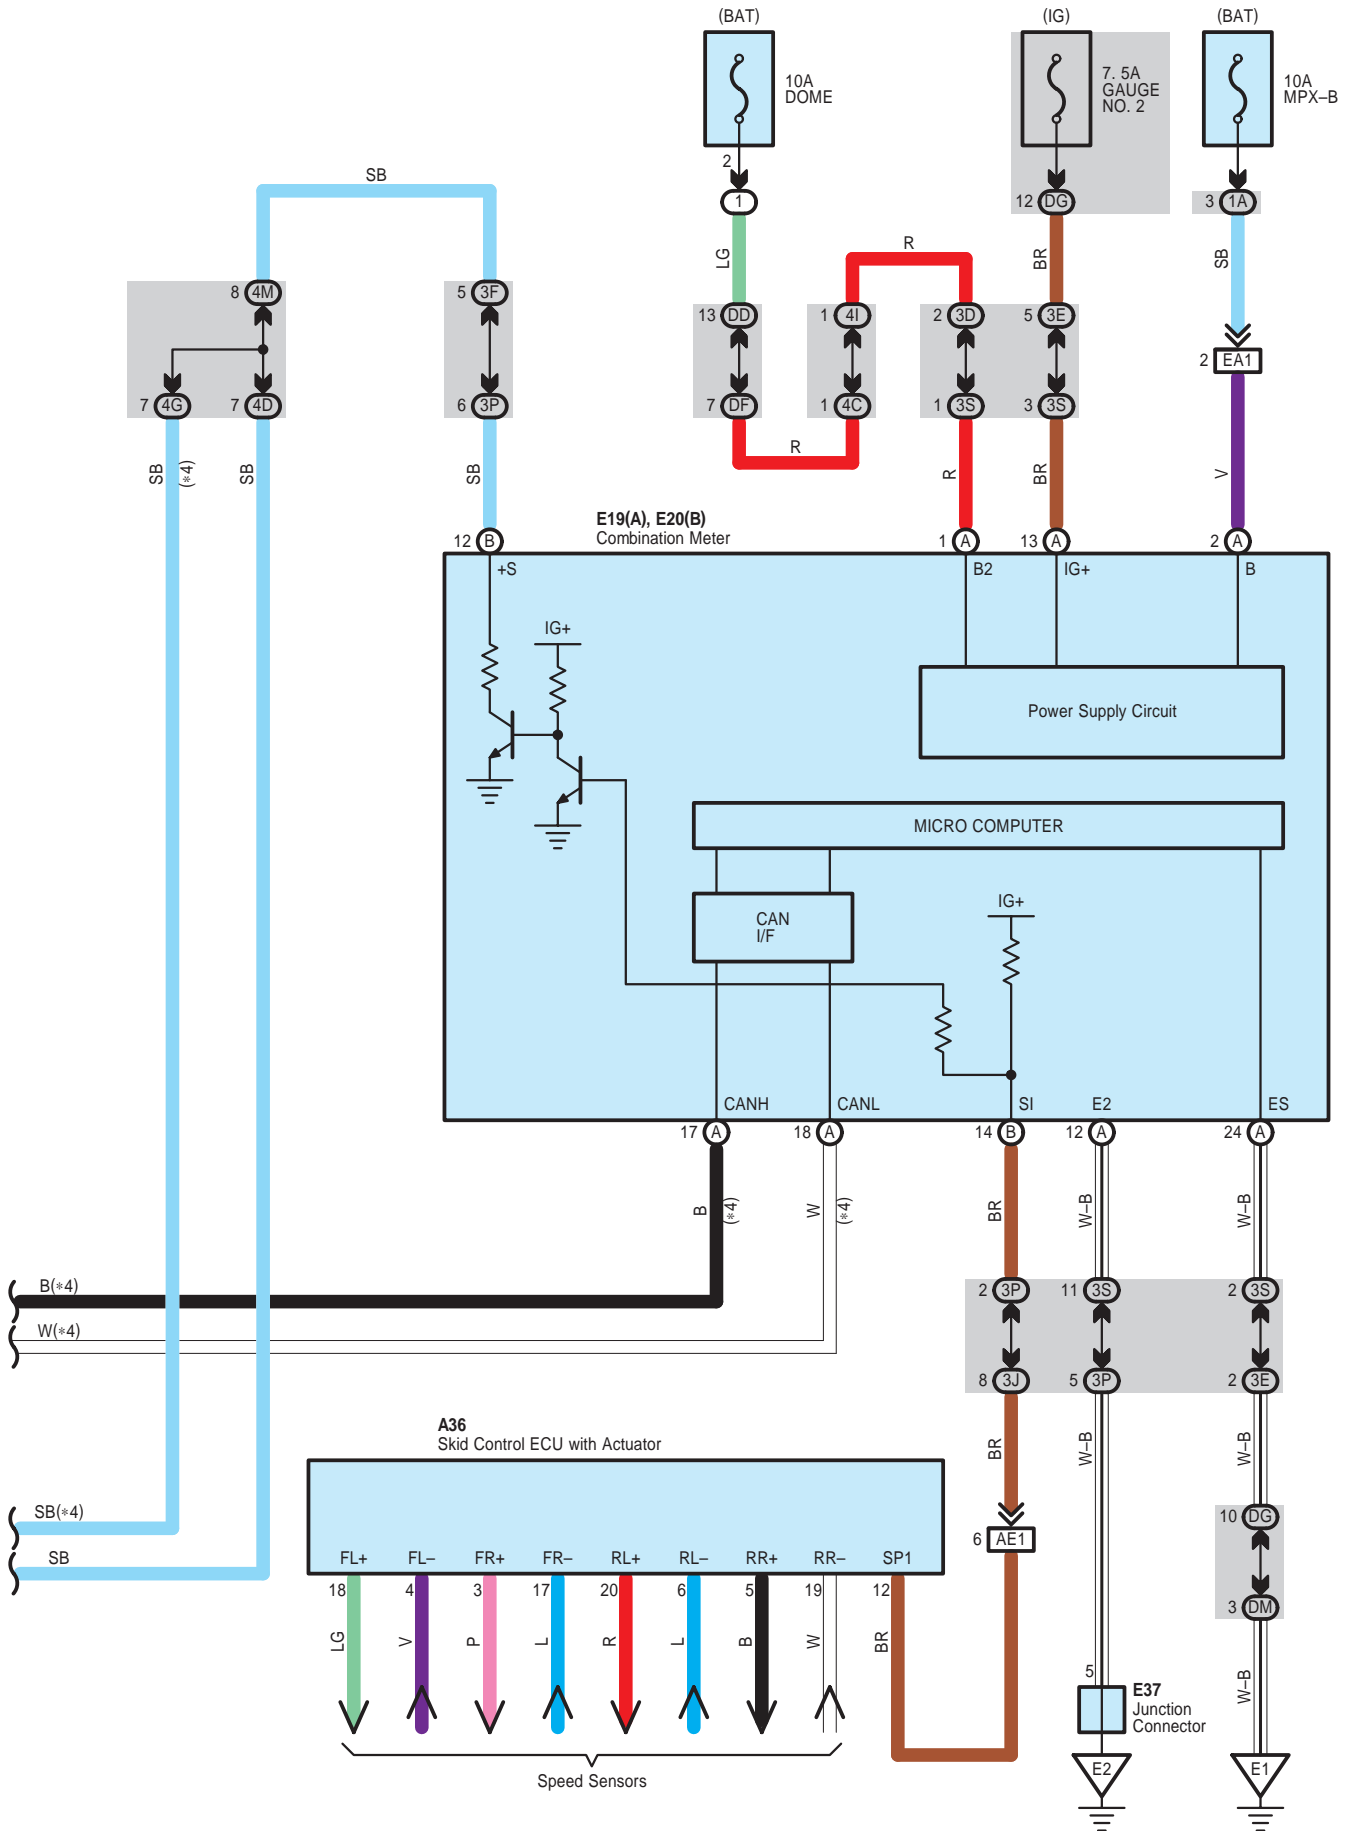 (BAT)
(IG)
(BAT)
10A
DOME
7. 5A
GAUGE
NO. 2
10A
MPX–B
2
1
12 DG
3 1A
SB
LG
R
BR
SB
8 4M
5 3F
13 DD
1 4I
2 3D
5 3E
2 EA1
7 4G
7 4D
6 3P
7 DF
1 4C
1 3S
3 3S
SB
(*4)
SB
SB
R
R
BR
V
E19(A), E20(B)
Combination Meter
12 B
1 A
13 A
2 A
+S
B2
IG+
B
IG+
Power Supply Circuit
MICRO COMPUTER
CAN
I/F
IG+
CANH
CANL
SI
E2
ES
17 A
18 A
14 B
12 A
24 A
B
(*4)
W
(*4)
BR
W–B
W–B
B(*4)
W(*4)
2 3P
11 3S
2 3S
8 3J
5 3P
2 3E
A36
Skid Control ECU with Actuator
BR
W–B
W–B
SB(*4)
SB
6 AE1
10 DG
3 DM
FL+
FL–
FR+
FR–
RL+
RL–
RR+
RR–
SP1
18
4
3
17
20
6
5
19
12
LG
V
P
L
R
L
B
W
BR
W–B
5
E37
Junction
Connector
Speed Sensors
E2
E1